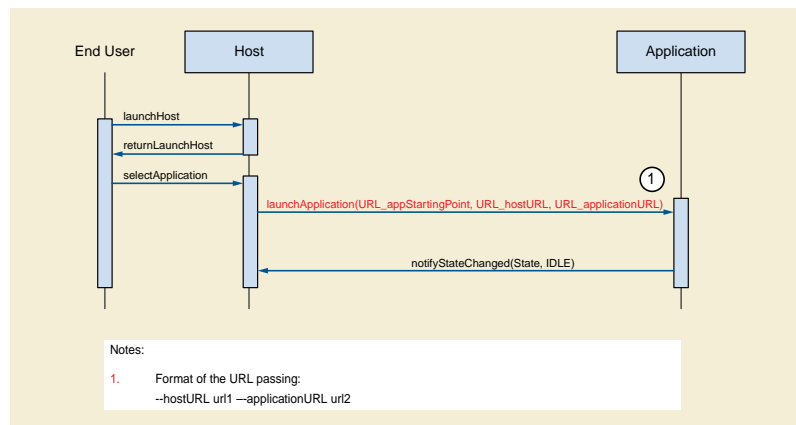 End User
Host
Application
launchHost
returnLaunchHost
selectApplication
1
launchApplication(URL_appStartingPoint, URL_hostURL, URL_applicationURL)
notifyStateChanged(State, IDLE)
Notes:
1. Format of the URL passing:
--hostURL url1 –-applicationURL url2